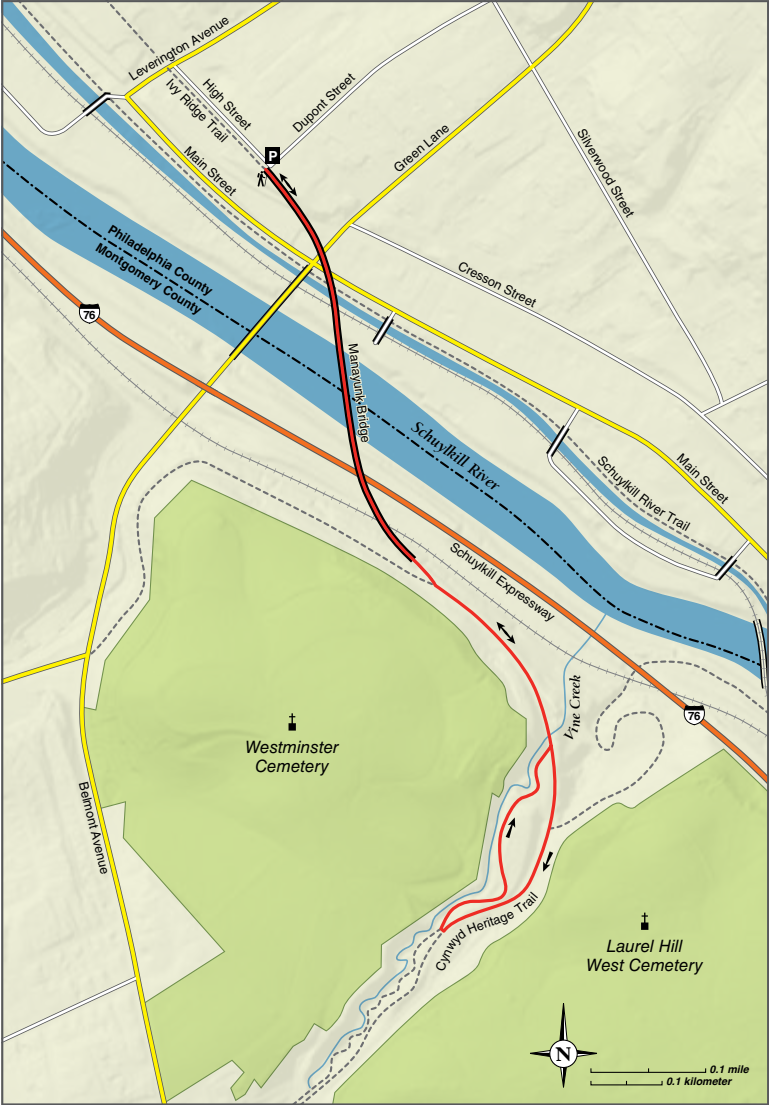 Leverington Avenue
High Street
Ivy Ridge Trail
Dupont Street
P
Main Street
Green Lane
Silverwood Street
Philadelphia County
Montgomery County
Cresson Street
76
Manayunk Bridge
Schuylkill River
Main Street
Schuylkill River Trail
Schuylkill Expressway
Vine Creek
76
Westminster
Cemetery
Belmont Avenue
Cynwyd Heritage Trail
Laurel Hill
West Cemetery
N
0.1 mile
0.1 kilometer